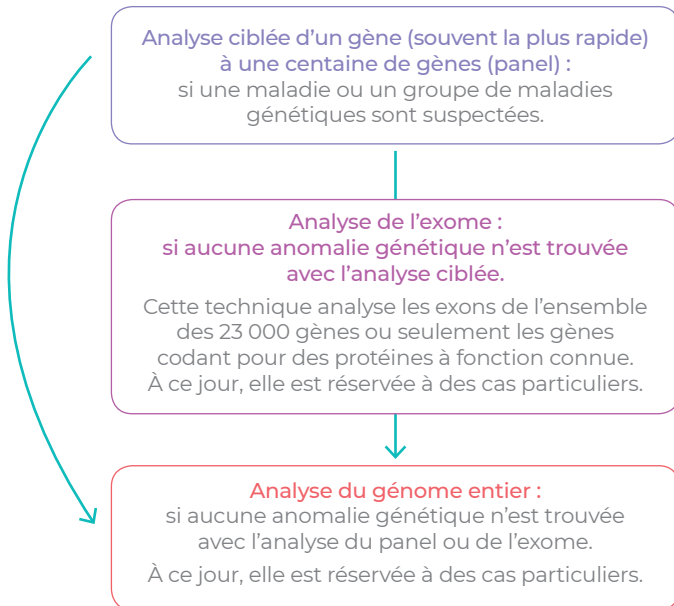 Analyse ciblée d’un gène (souvent la plus rapide)
à une centaine de gènes (panel) :
si une maladie ou un groupe de maladies
génétiques sont suspectées.
Analyse de l’exome :
si aucune anomalie génétique n’est trouvée
avec l’analyse ciblée.
Cette technique analyse les exons de l’ensemble
des 23 000 gènes ou seulement les gènes
codant pour des protéines à fonction connue.
À ce jour, elle est réservée à des cas particuliers.
Analyse du génome entier :
si aucune anomalie génétique n’est trouvée
avec l’analyse du panel ou de l’exome.
À ce jour, elle est réservée à des cas particuliers.